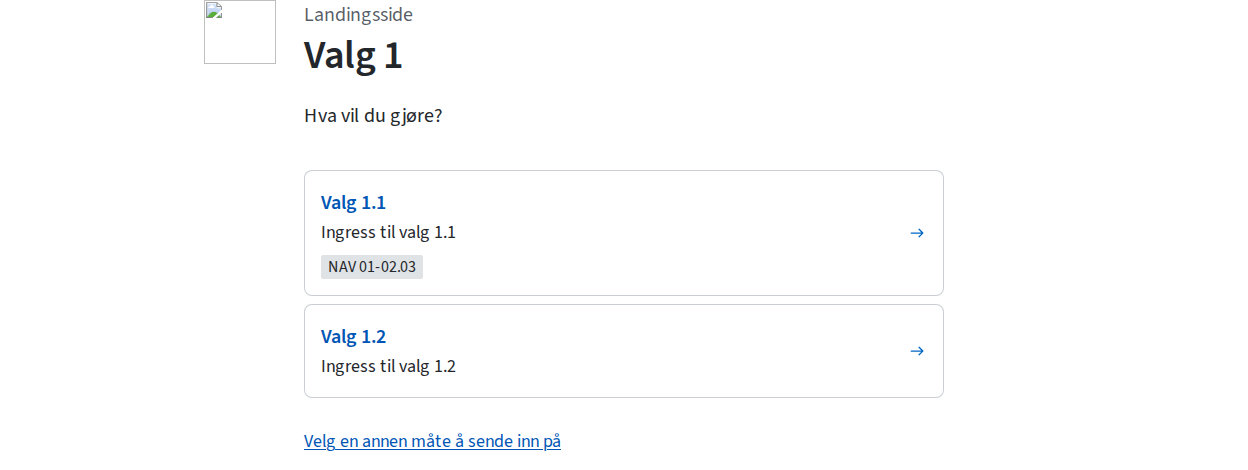 Landingsside
Valg 1
Hva vil du gjøre?
Valg 1.1
Ingress til valg 1.1
NAV 01-02.03
Valg 1.2
Ingress til valg 1.2
Velg en annen måte å sende inn på